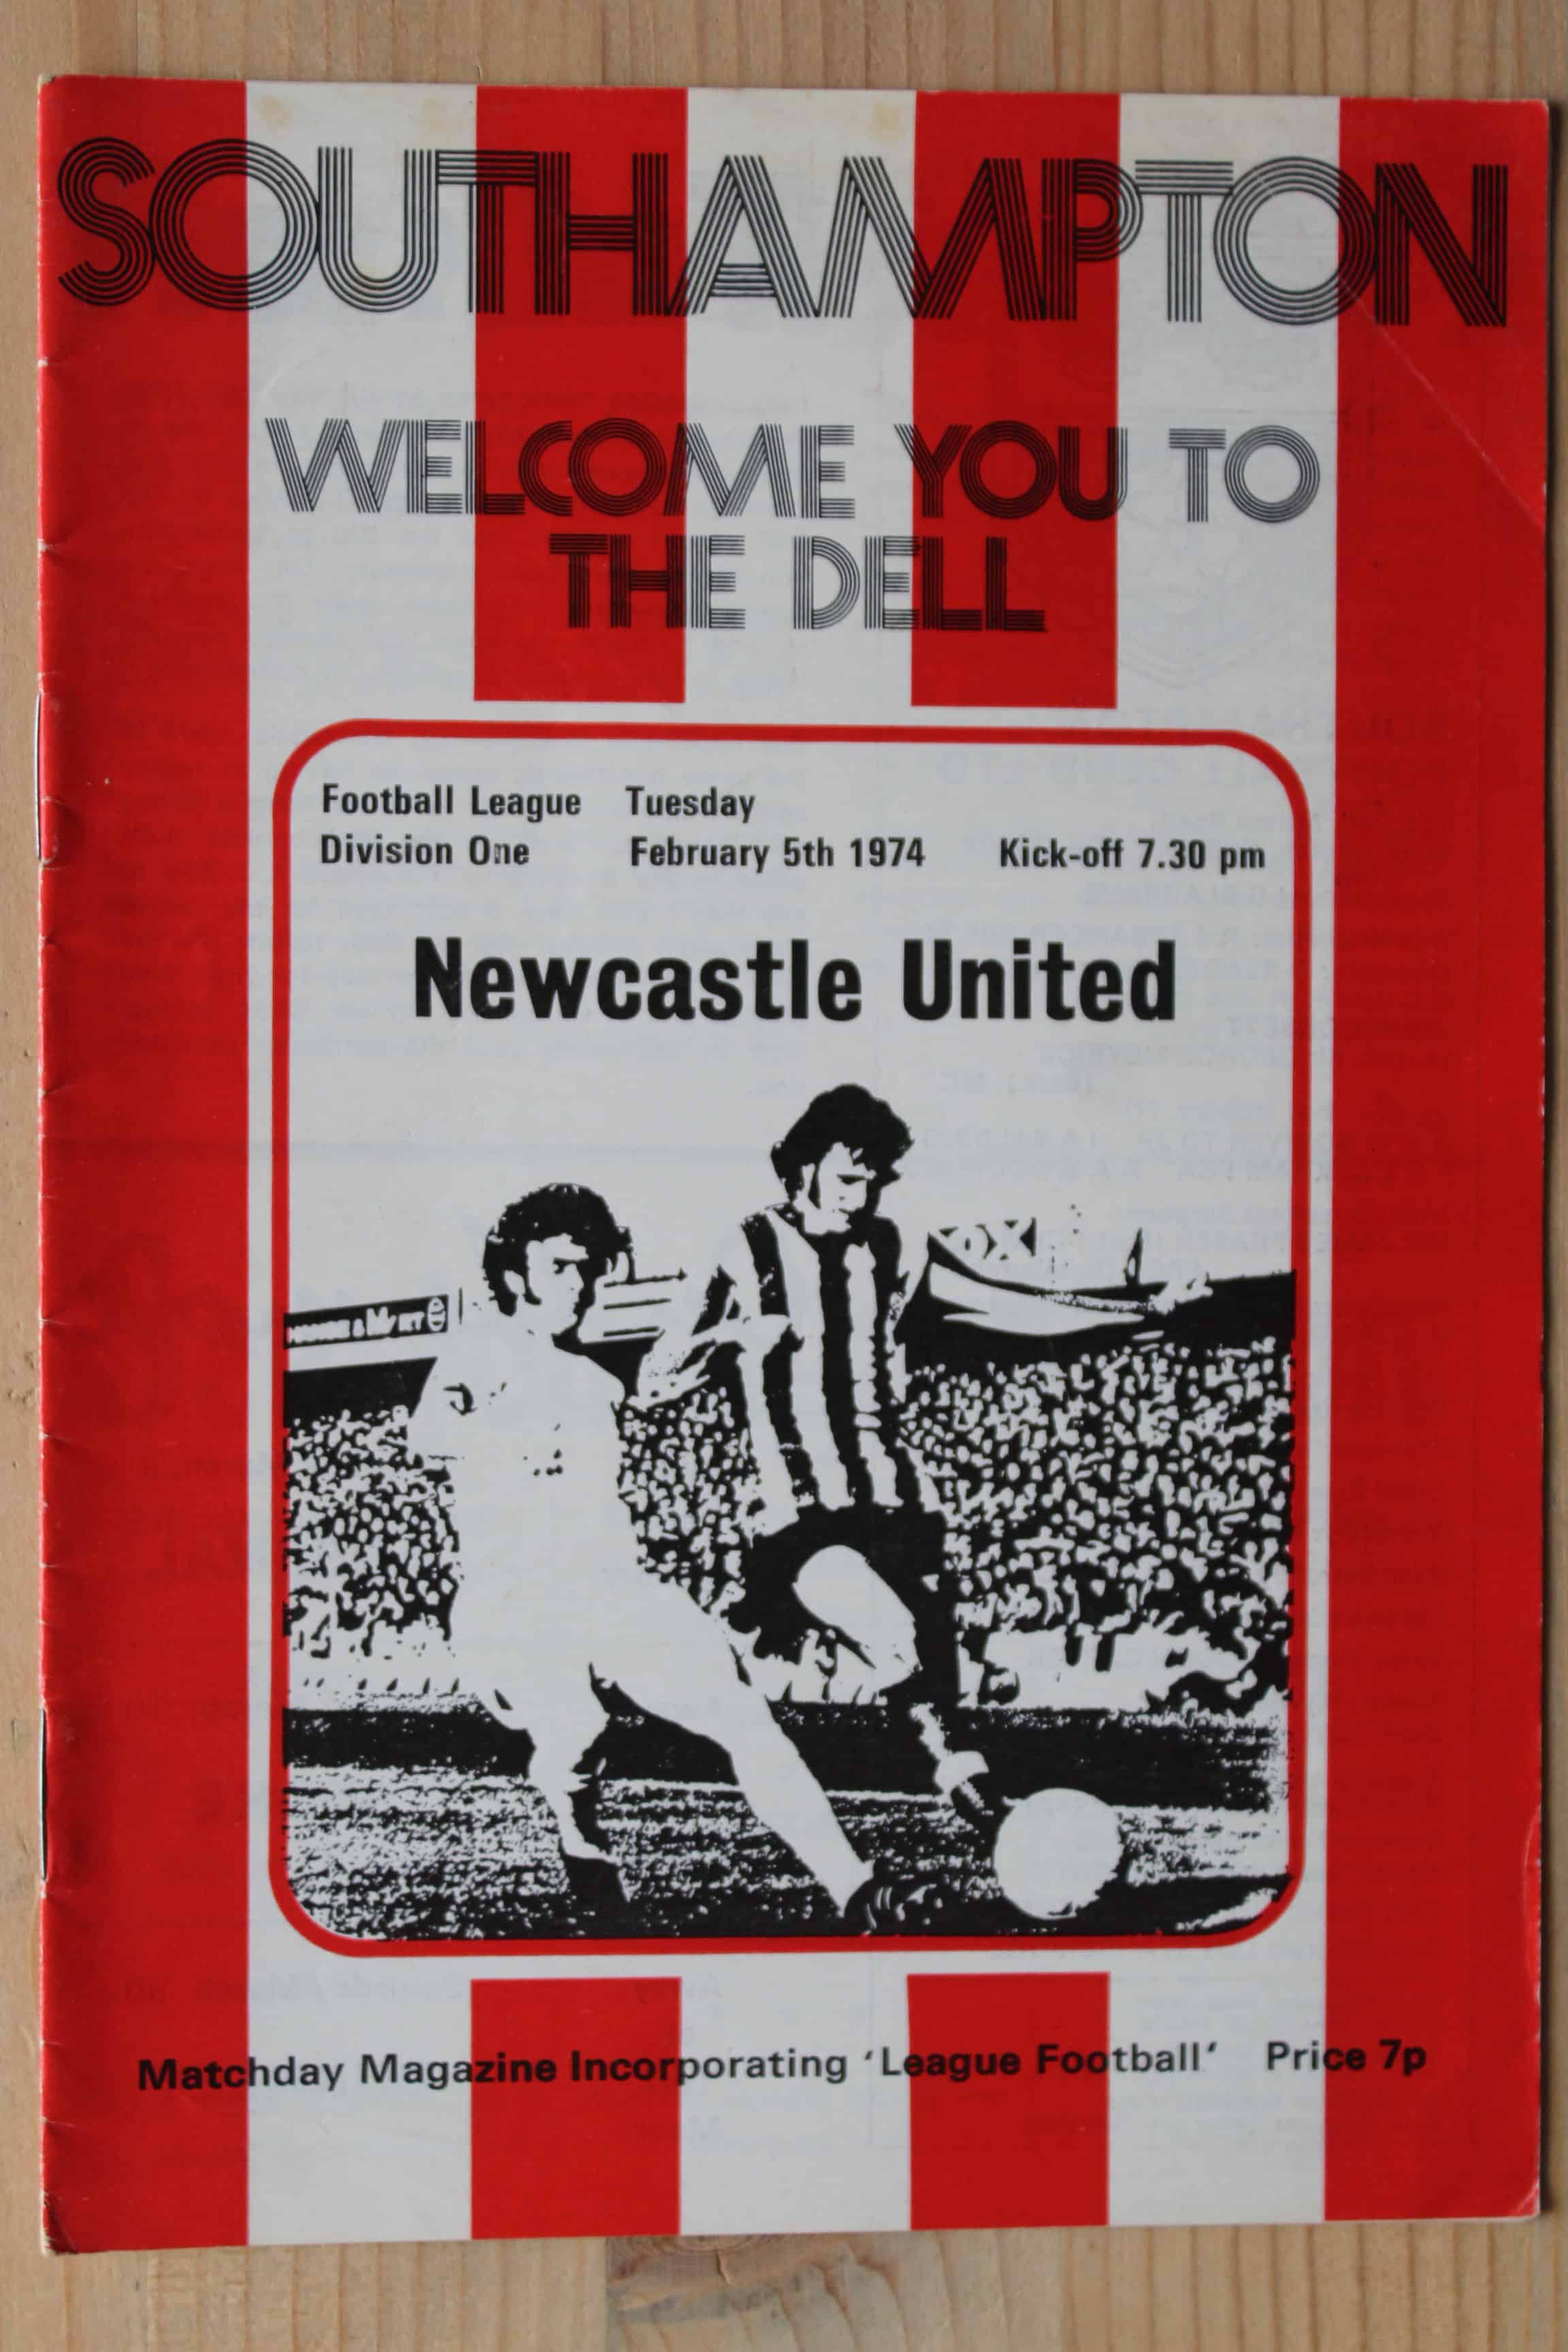 SOUTHAMPTON
WELCOME YOU TO
THE DELL
Football League Tuesday
Division One February 5th 1974 Kick-off 7.30 pm
Newcastle United
Matchday Magazine Incorporating ‘League Football‘ Price 7p